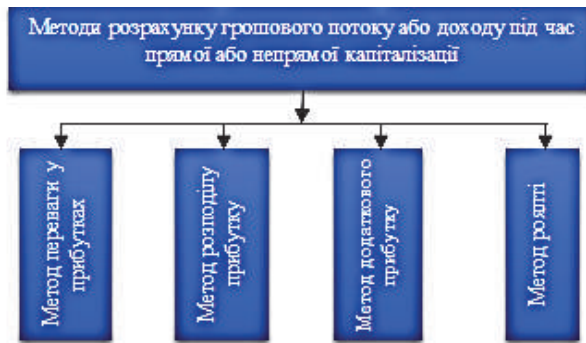 Методи розрахунку грошового потоку або доходу під час
прямої або непрямої капіталізації
Метод переваги у
прибутках
Метод розподілу
прибутку
Метод додаткового
прибутку
Метод роялті